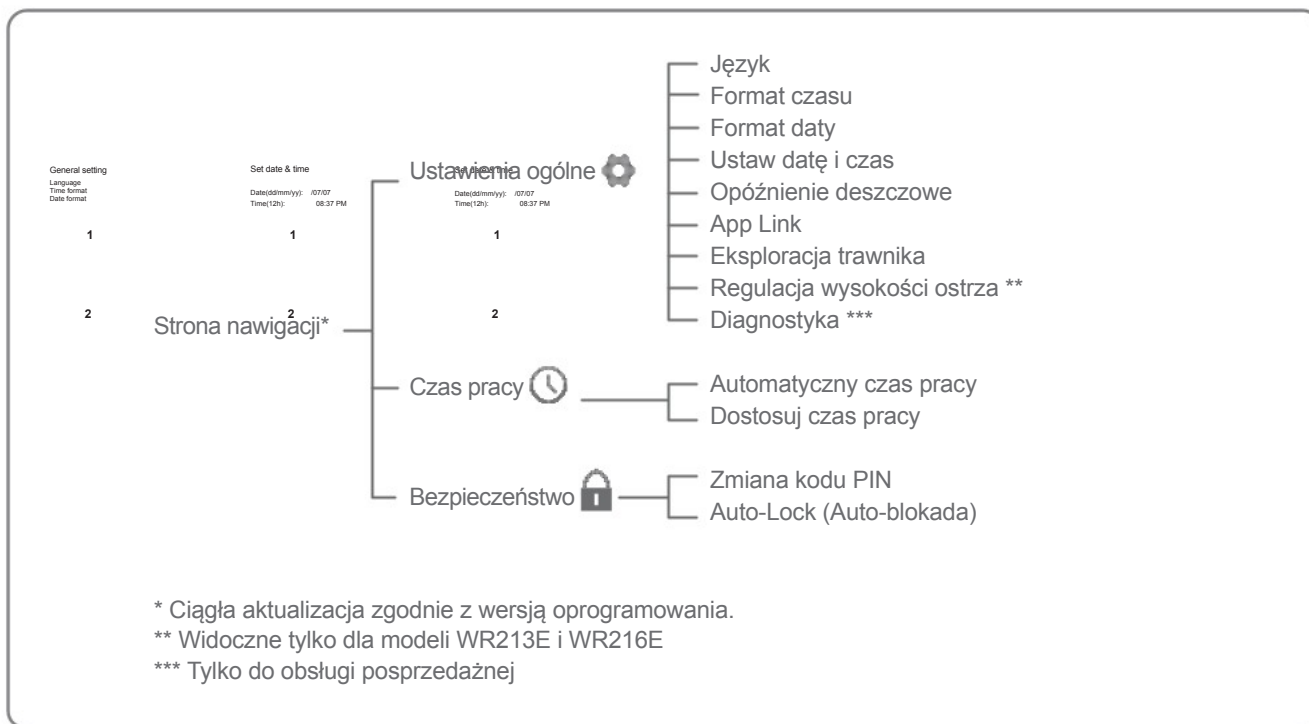 Język
Format czasu
Format daty
Ustaw datę i czas
Opóźnienie deszczowe
App Link
Eksploracja trawnika
Regulacja wysokości ostrza **
Diagnostyka ***
Ustawienia ogólne
General setting
Language
Time format
Date format
1
2
Set date & time
Date(dd/mm/yy): /07/07
Time(12h): 08:37 PM
1
2
Set date & time
Date(dd/mm/yy): /07/07
Time(12h): 08:37 PM
1
2
Strona nawigacji*
Czas pracy
Automatyczny czas pracy
Dostosuj czas pracy
Bezpieczeństwo
Zmiana kodu PIN
Auto-Lock (Auto-blokada)
* Ciągła aktualizacja zgodnie z wersją oprogramowania.
** Widoczne tylko dla modeli WR213E i WR216E
*** Tylko do obsługi posprzedażnej